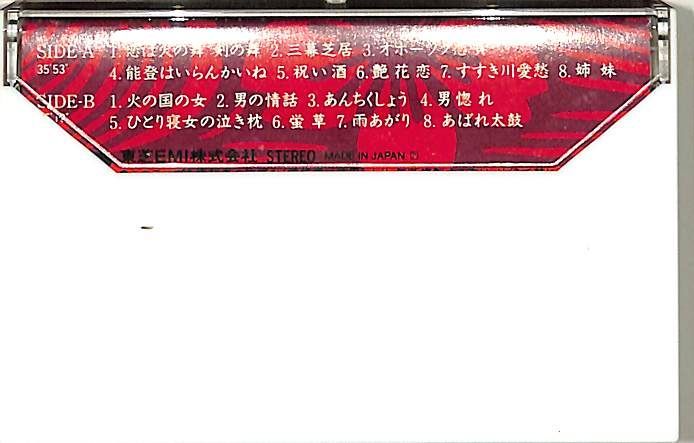 SIDE-A 1. 恋は火の舞 剣の舞 2. 三幕芝居 3. オホーツク
35'53"
4. 能登はいらんかいね 5. 祝い酒 6. 艶花恋 7. すすき川愛愁 8. 姉妹
SIDE-B 1. 火の国の女 2. 男の情話 3. あんちくしょう 4. 男惚れ
5. ひとり寝女の泣き枕 6. 蛍草 7. 雨あがり 8. あばれ太鼓
東芝EMI株式会社 STEREO MADE IN JAPAN